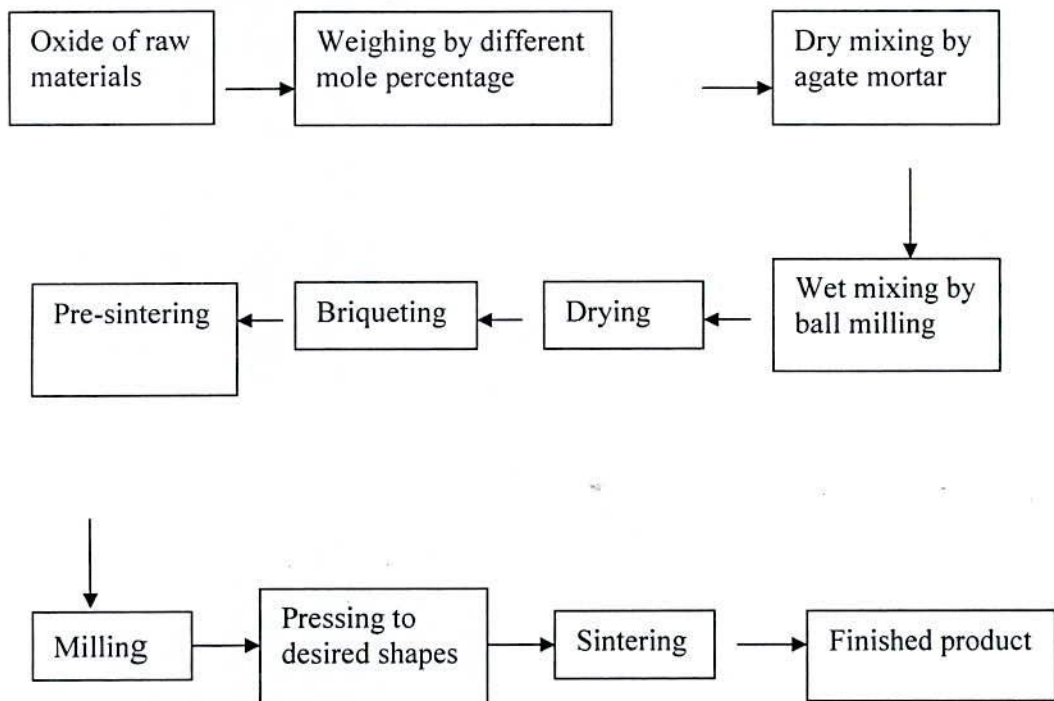 Oxide of raw
materials
Weighing by different
mole percentage
Dry mixing by
agate mortar
Wet mixing by
ball milling
Drying
Briqueting
Pre-sintering
Milling
Pressing to
desired shapes
Sintering
Finished product